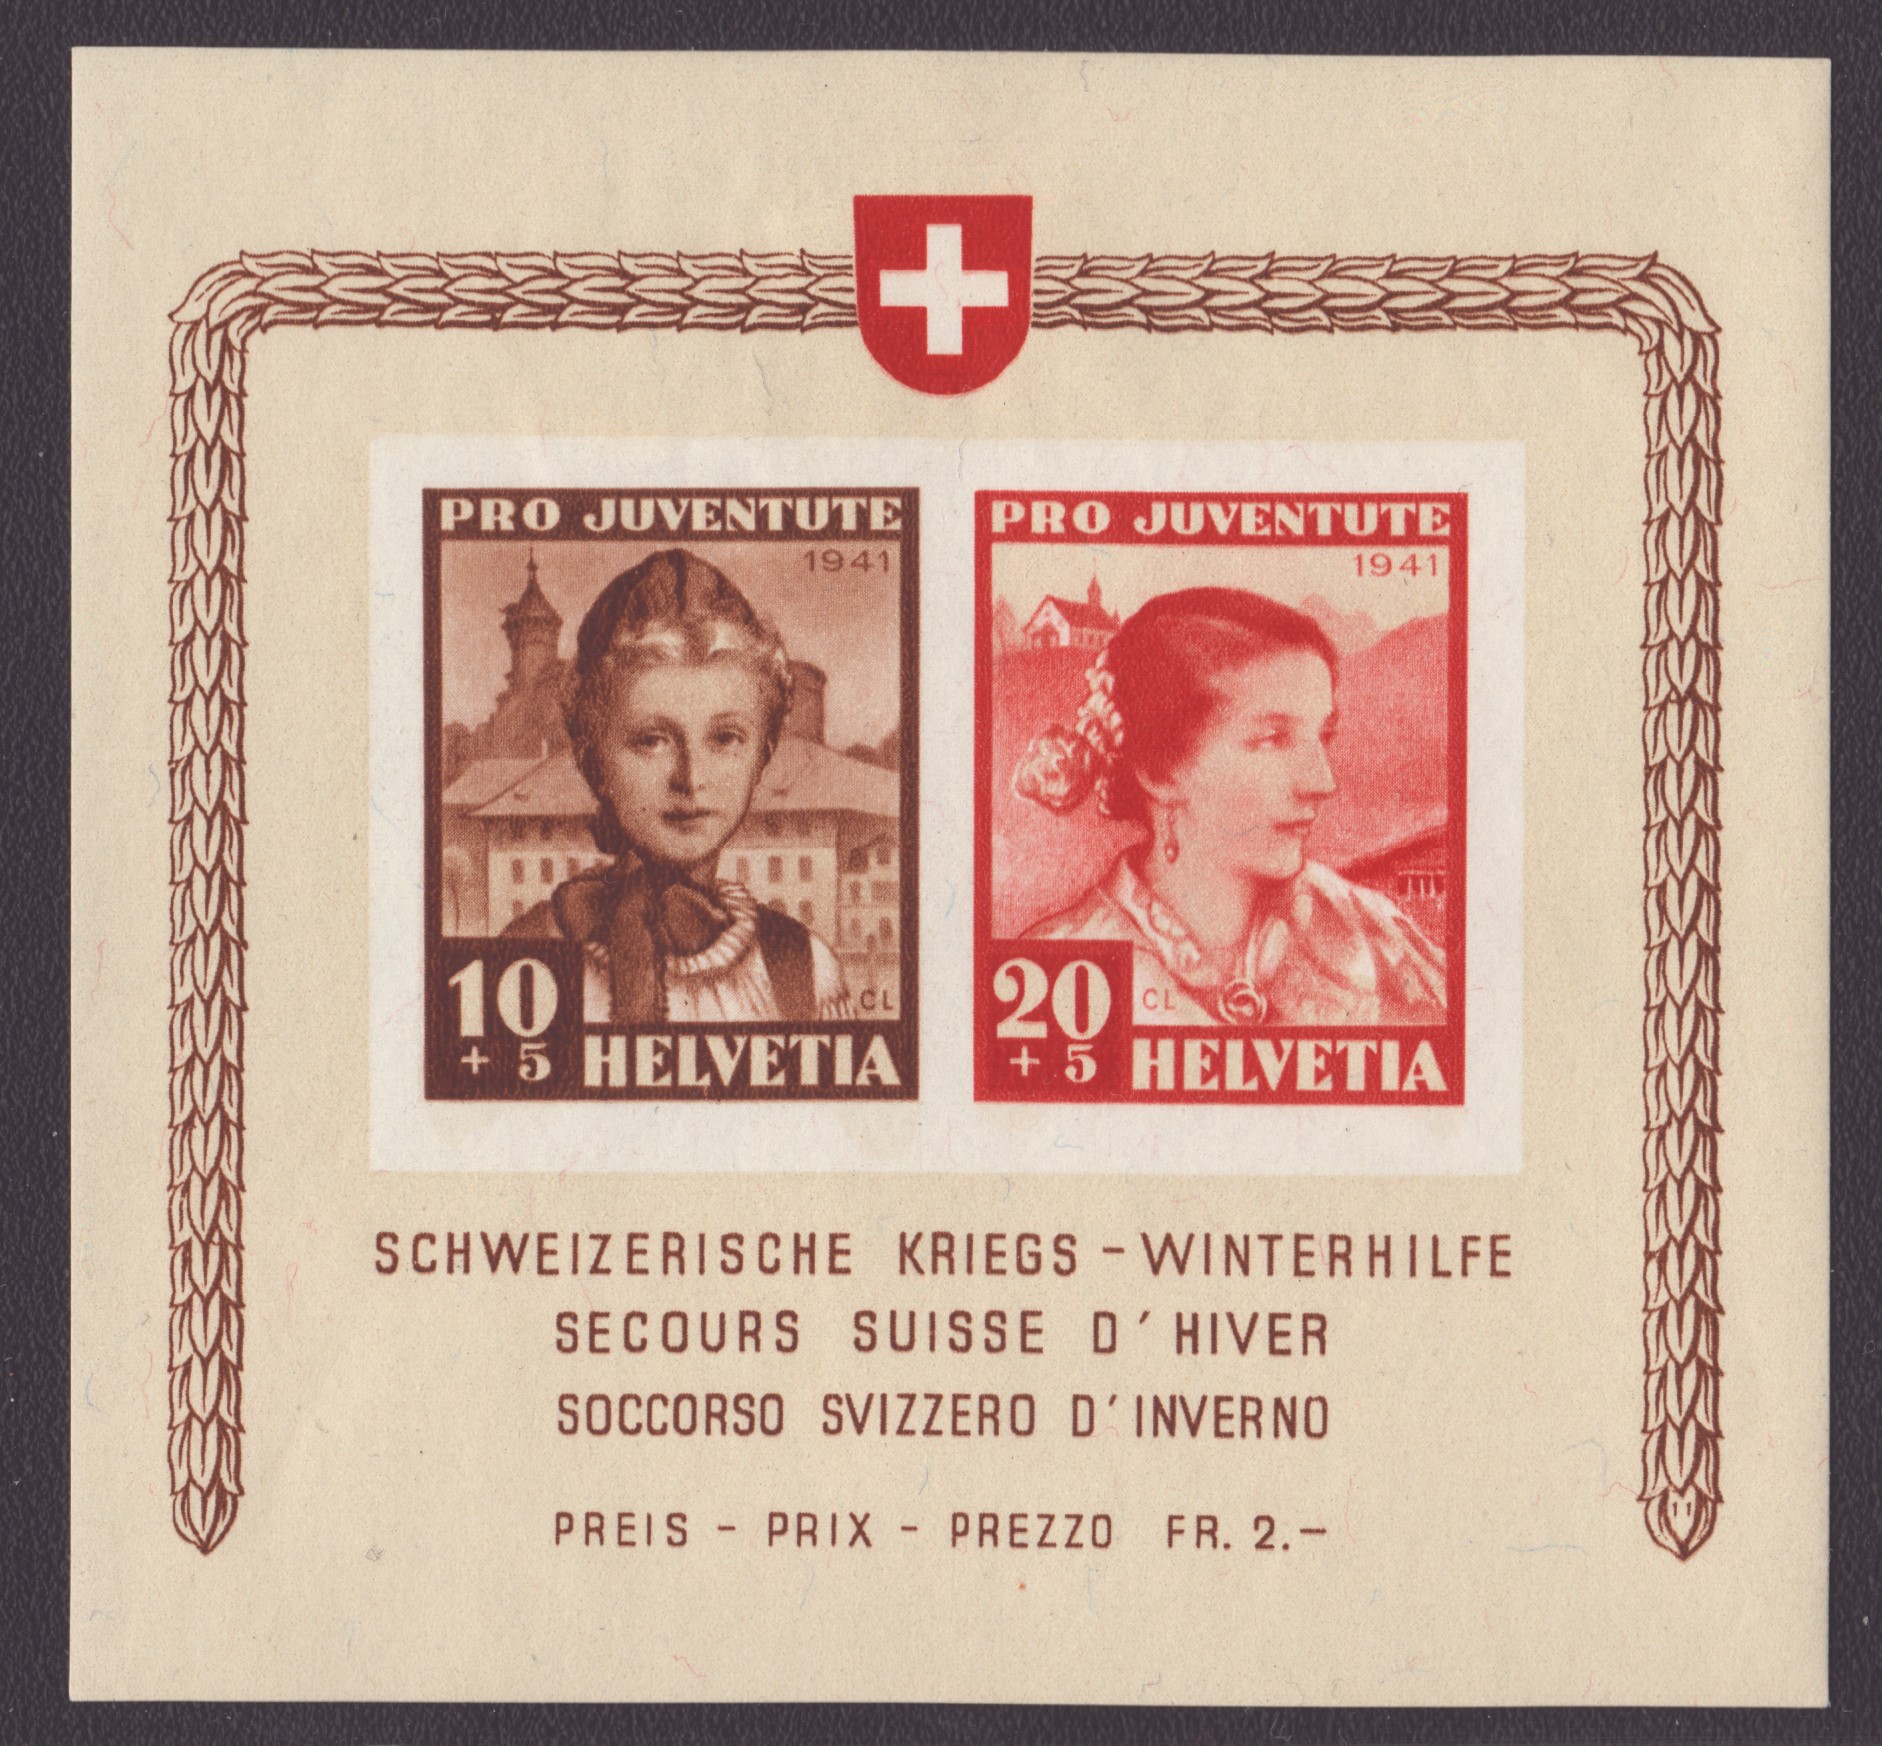 PRO JUVENTUTE
1941
10
+ 5
CL
HELVETIA
PRO JUVENTUTE
1941
20
+ 5
CL
HELVETIA
SCHWEIZERISCHE KRIEGS - WINTERHILFE
SECOURS SUISSE D'HIVER
SOCCORSO SVIZZERO D'INVERNO
PREIS - PRIX - PREZZO FR. 2.-